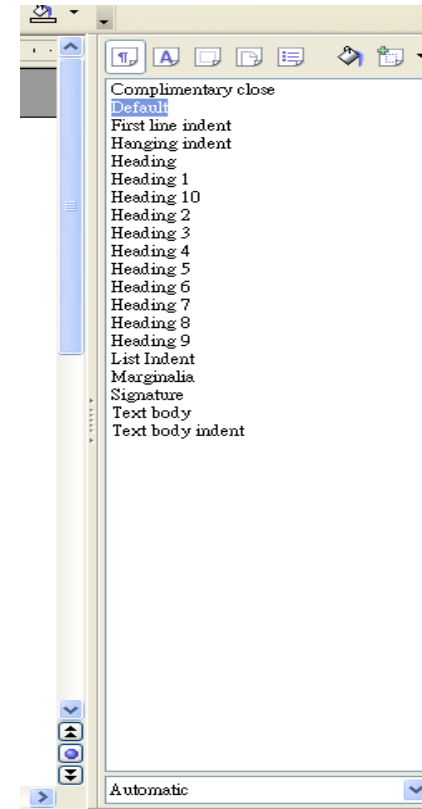 Complimentary close
Default
First line indent
Hanging indent
Heading
Heading 1
Heading 10
Heading 2
Heading 3
Heading 4
Heading 5
Heading 6
Heading 7
Heading 8
Heading 9
List Indent
Marginalia
Signature
Text body
Text body indent
Automatic